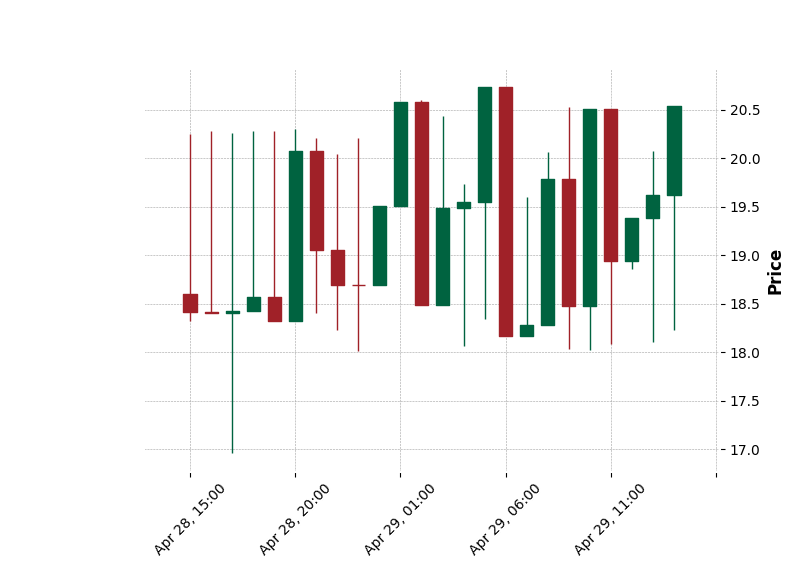 20.5
20.0
19.5
19.0
18.5
18.0
17.5
17.0
Price
Apr 28, 15:00
Apr 28, 20:00
Apr 29, 01:00
Apr 29, 06:00
Apr 29, 11:00